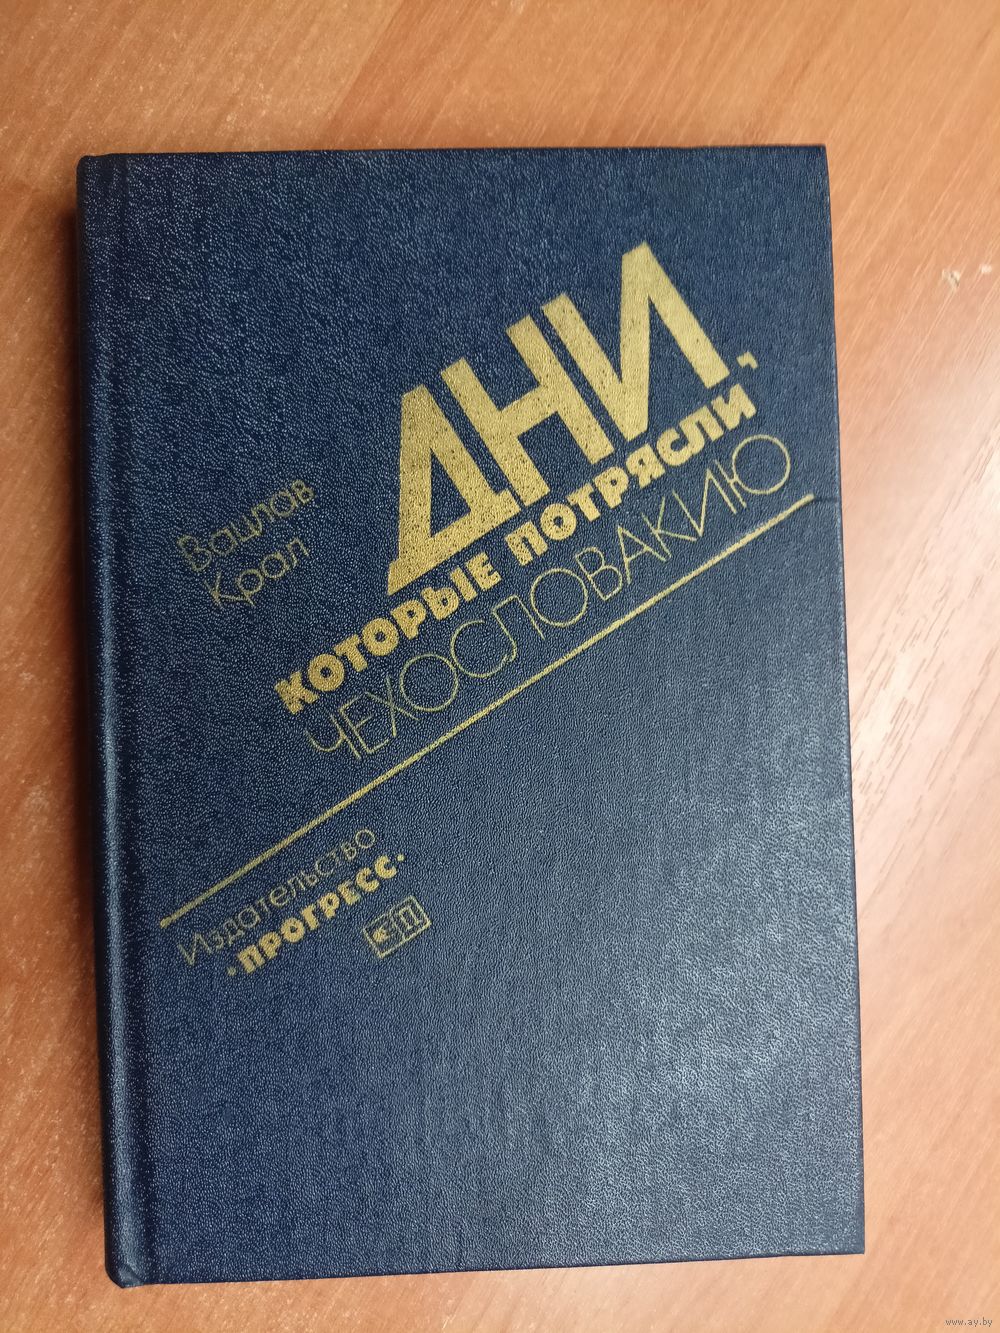 Вацлав
Крал
ДНИ,
КОТОРЫЕ ПОТРЯСЛИ
ЧЕХОСЛОВАКИЮ
Издательство
•ПРОГРЕСС•
П
www.ay.by